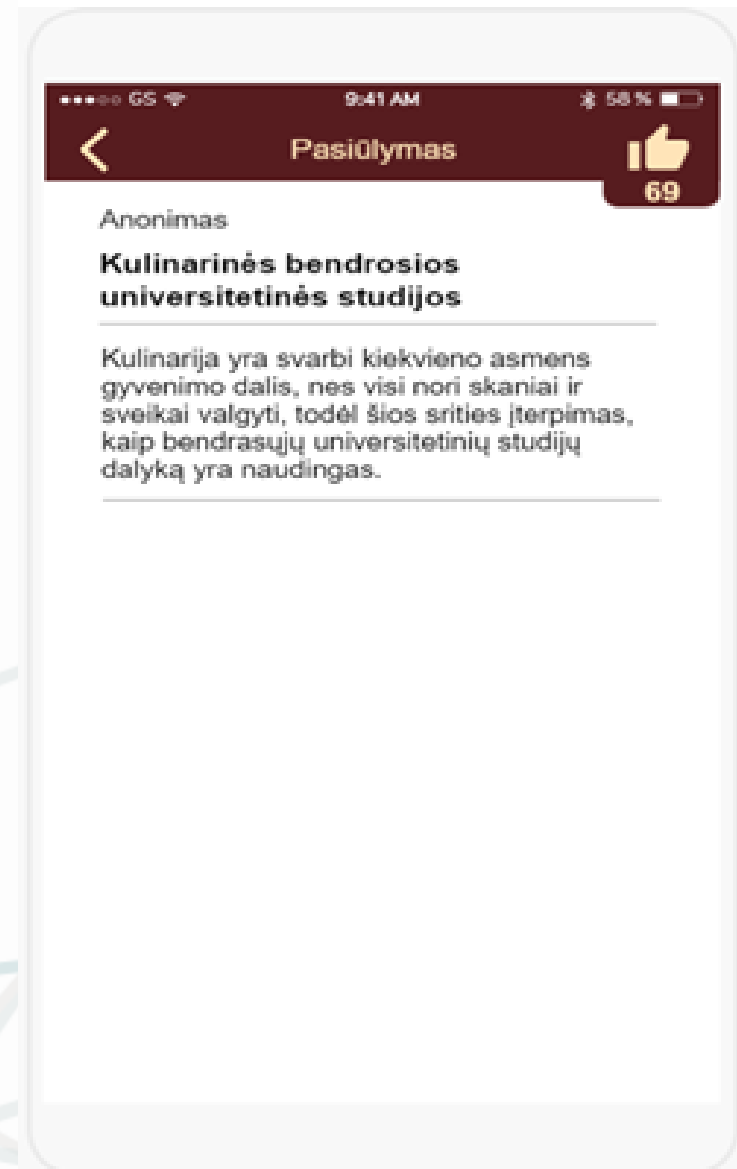 GS 9:41 AM 58 %
Pasiūlymas
69
Anonimas
Kulinarinės bendrosios
universitetinės studijos
Kulinarija yra svarbi kiekvieno asmens
gyvenimo dalis, nes visi nori skaniai ir
sveikai valgyti, todėl šios srities įterpimas,
kaip bendrasųjų universitetinių studijų
dalyką yra naudingas.